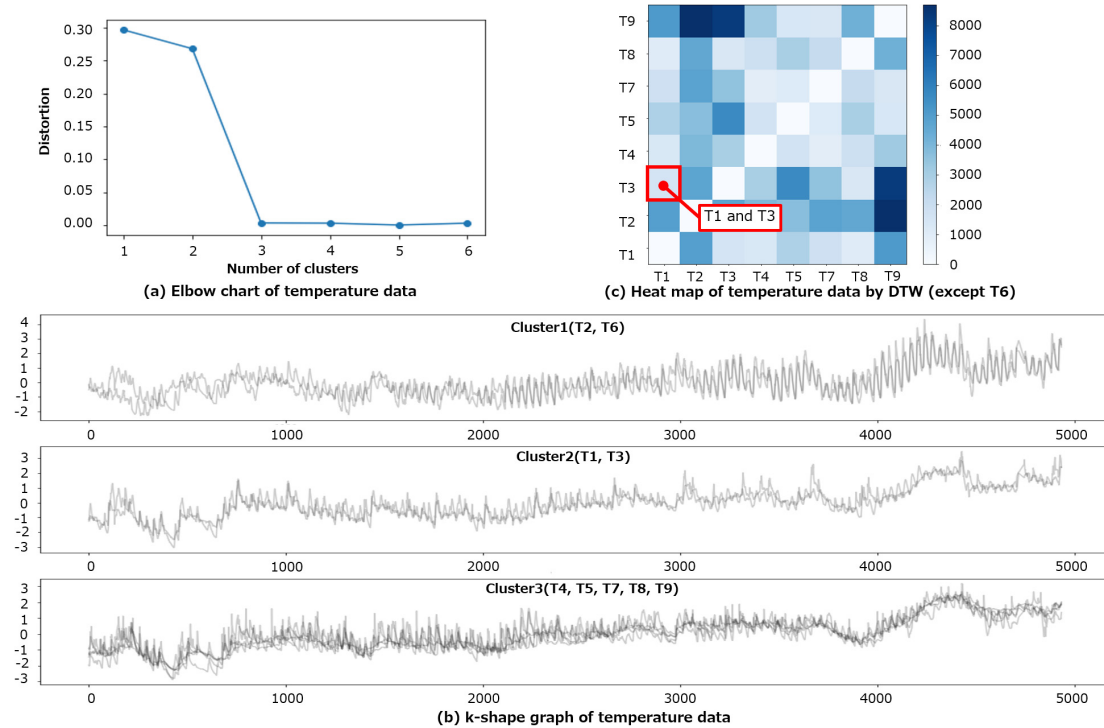 0.30
0.25
0.20
0.15
0.10
0.05
0.00
Distortion
1 2 3 4 5 6
Number of clusters
(a) Elbow chart of temperature data
T9
T8
T7
T5
T4
T3
T2
T1
T1 and T3
T1 T2 T3 T4 T5 T7 T8 T9
8000
7000
6000
5000
4000
3000
2000
1000
0
(c) Heat map of temperature data by DTW (except T6)
Cluster1(T2, T6)
4
3
2
1
0
-1
-2
0 1000 2000 3000 4000 5000
Cluster2(T1, T3)
3
2
1
0
-1
-2
-3
0 1000 2000 3000 4000 5000
Cluster3(T4, T5, T7, T8, T9)
3
2
1
0
-1
-2
-3
0 1000 2000 3000 4000 5000
(b) k-shape graph of temperature data